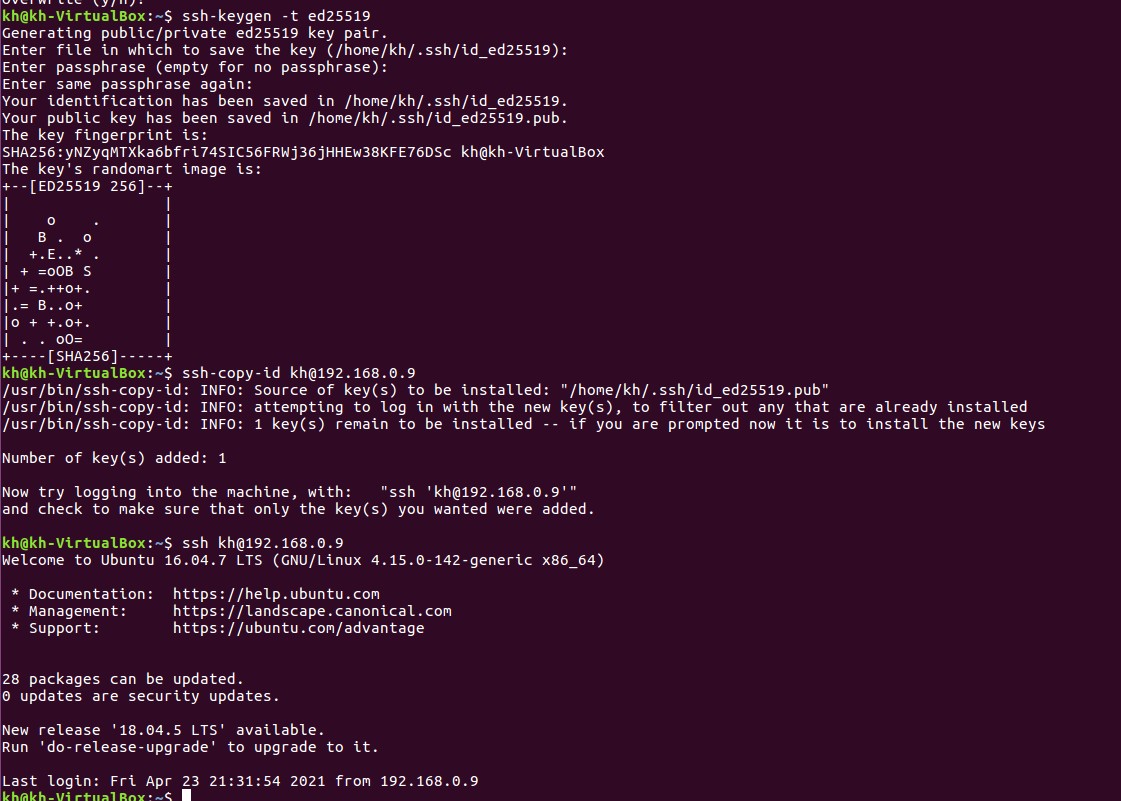 Overwrite (y/n)?
kh@kh-VirtualBox:~$ ssh-keygen -t ed25519
Generating public/private ed25519 key pair.
Enter file in which to save the key (/home/kh/.ssh/id_ed25519):
Enter passphrase (empty for no passphrase):
Enter same passphrase again:
Your identification has been saved in /home/kh/.ssh/id_ed25519.
Your public key has been saved in /home/kh/.ssh/id_ed25519.pub.
The key fingerprint is:
SHA256:yNZyqMTXka6bfri74SIC56FRWj36jHHEw38KFE76DSc kh@kh-VirtualBox
The key's randomart image is:
+--[ED25519 256]--+
|                 |
|    o    .       |
|   B .  o        |
|  +.E..* .       |
| + =oOB S        |
|+ =.++o+.        |
|.= B..o+         |
|o + +.o+.        |
| . . oO=         |
+----[SHA256]-----+
kh@kh-VirtualBox:~$ ssh-copy-id kh@192.168.0.9
/usr/bin/ssh-copy-id: INFO: Source of key(s) to be installed: "/home/kh/.ssh/id_ed25519.pub"
/usr/bin/ssh-copy-id: INFO: attempting to log in with the new key(s), to filter out any that are already installed
/usr/bin/ssh-copy-id: INFO: 1 key(s) remain to be installed -- if you are prompted now it is to install the new keys
Number of key(s) added: 1
Now try logging into the machine, with:   "ssh 'kh@192.168.0.9'"
and check to make sure that only the key(s) you wanted were added.
kh@kh-VirtualBox:~$ ssh kh@192.168.0.9
Welcome to Ubuntu 16.04.7 LTS (GNU/Linux 4.15.0-142-generic x86_64)
 * Documentation:  https://help.ubuntu.com
 * Management:     https://landscape.canonical.com
 * Support:        https://ubuntu.com/advantage
28 packages can be updated.
0 updates are security updates.
New release '18.04.5 LTS' available.
Run 'do-release-upgrade' to upgrade to it.
Last login: Fri Apr 23 21:31:54 2021 from 192.168.0.9
kh@kh-VirtualBox:~$